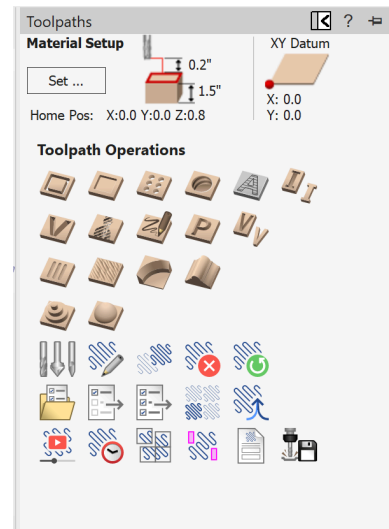 Toolpaths ?
Material Setup
XY Datum
0.2"
Set ...
1.5"
X: 0.0
Home Pos: X:0.0 Y:0.0 Z:0.8
Y: 0.0
Toolpath Operations